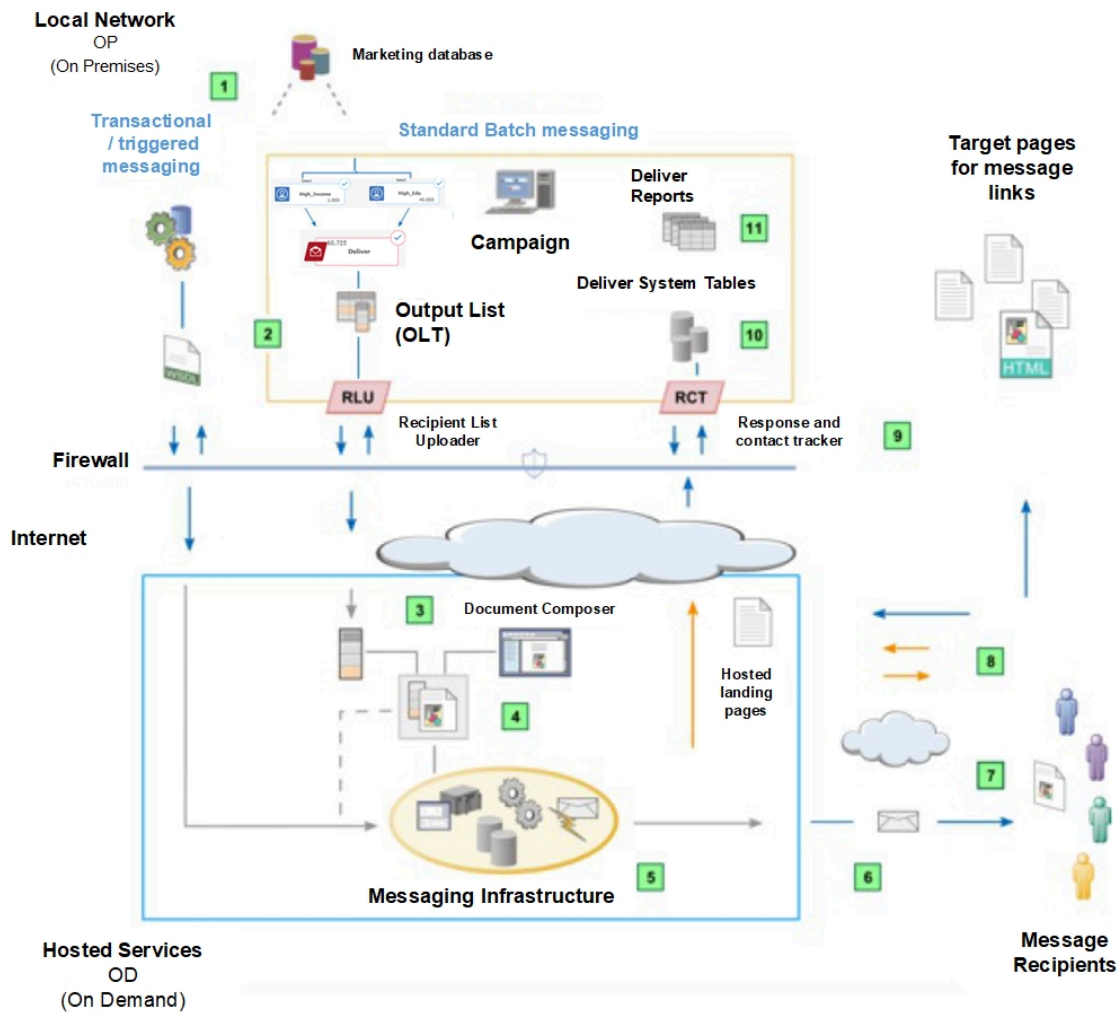 Local Network
OP
(On Premises)
Marketing database
1
Transactional
/ triggered
messaging
Standard Batch messaging
Target pages
for message
links
High_Income
High_Edu
Deliver
Campaign
Deliver
Reports
11
Deliver System Tables
Output List
(OLT)
2
10
WSDL
HTML
RLU
RCT
Recipient List
Uploader
Response and
contact tracker
9
Firewall
Internet
3
Document Composer
8
Hosted
landing
pages
4
7
5
6
Messaging Infrastructure
Hosted Services
OD
(On Demand)
Message
Recipients